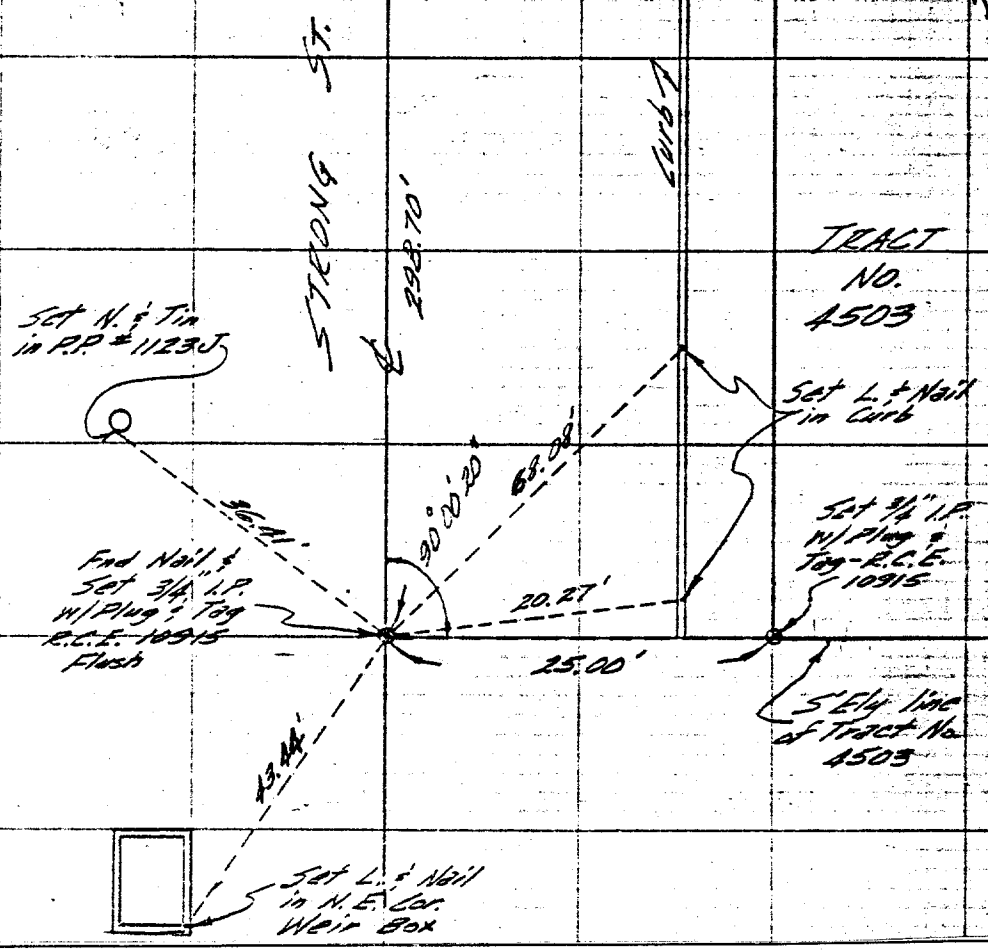 STRONG ST.
298.70'
Curb
TRACT
NO.
4503
Set N. & Tin
in P.P. # 1123J
Set L. & Nail
in Curb
68.08'
90°00'20"
36.41'
Set 3/4" I.P.
w/ Plug &
Tag-R.C.E.
10915
Fnd Nail &
Set 3/4" I.P.
w/ Plug & Tag
R.C.E. 10915
Flush
20.27'
25.00'
S'Ely line
of Tract No.
4503
43.44'
Set L. & Nail
in N.E. Cor.
Weir Box